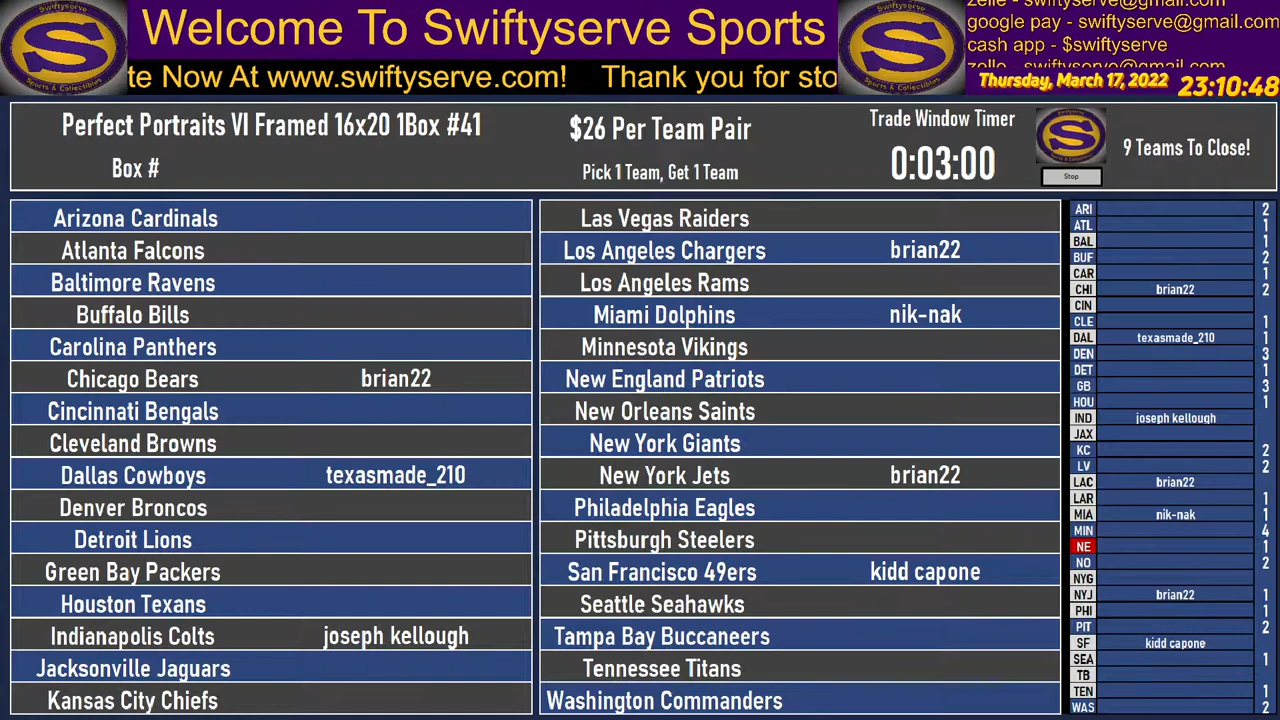 Welcome To Swiftyserve Sports
te Now At www.swiftyserve.com! Thank you for sto
Sports & Collectibles
zelle - swiftyserve@gmail.com
google pay - swiftyserve@gmail.com
cash app - $swiftyserve
zelle - swiftyserve@gmail.com
Thursday, March 17, 2022 23:10:48
Perfect Portraits VI Framed 16x20 1Box #41
Box #
$26 Per Team Pair
Pick 1 Team, Get 1 Team
Trade Window Timer
0:03:00
Stop
9 Teams To Close!
Arizona Cardinals
Atlanta Falcons
Baltimore Ravens
Buffalo Bills
Carolina Panthers
Chicago Bears brian22
Cincinnati Bengals
Cleveland Browns
Dallas Cowboys texasmade_210
Denver Broncos
Detroit Lions
Green Bay Packers
Houston Texans
Indianapolis Colts joseph kellough
Jacksonville Jaguars
Kansas City Chiefs
Las Vegas Raiders
Los Angeles Chargers brian22
Los Angeles Rams
Miami Dolphins nik-nak
Minnesota Vikings
New England Patriots
New Orleans Saints
New York Giants
New York Jets brian22
Philadelphia Eagles
Pittsburgh Steelers
San Francisco 49ers kidd capone
Seattle Seahawks
Tampa Bay Buccaneers
Tennessee Titans
Washington Commanders
ARI 2
ATL 1
BAL 1
BUF 2
CAR 1
CHI brian22 2
CIN
CLE 1
DAL texasmade_210 1
DEN 3
DET 1
GB 3
HOU 1
IND joseph kellough
JAX
KC 2
LV 2
LAC brian22
LAR 1
MIA nik-nak 1
MIN 4
NE 1
NO 2
NYG
NYJ brian22 1
PHI 1
PIT 2
SF kidd capone
SEA 1
TB
TEN 1
WAS 2